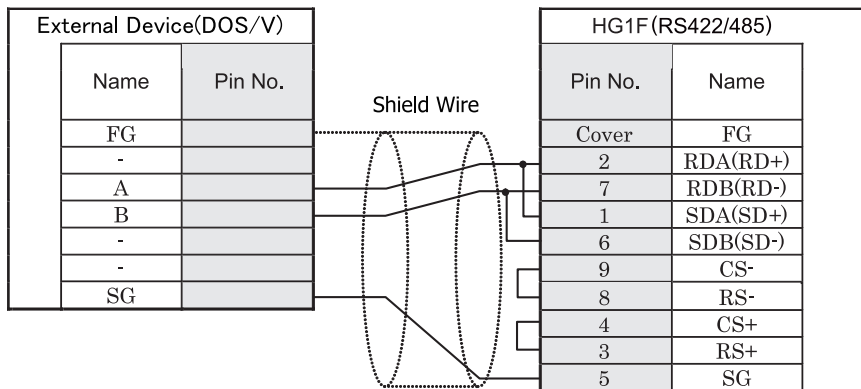 External Device(DOS/V)
Name Pin No.
FG
-
A
B
-
-
SG
Shield Wire
HG1F(RS422/485)
Pin No. Name
Cover FG
2 RDA(RD+)
7 RDB(RD-)
1 SDA(SD+)
6 SDB(SD-)
9 CS-
8 RS-
4 CS+
3 RS+
5 SG